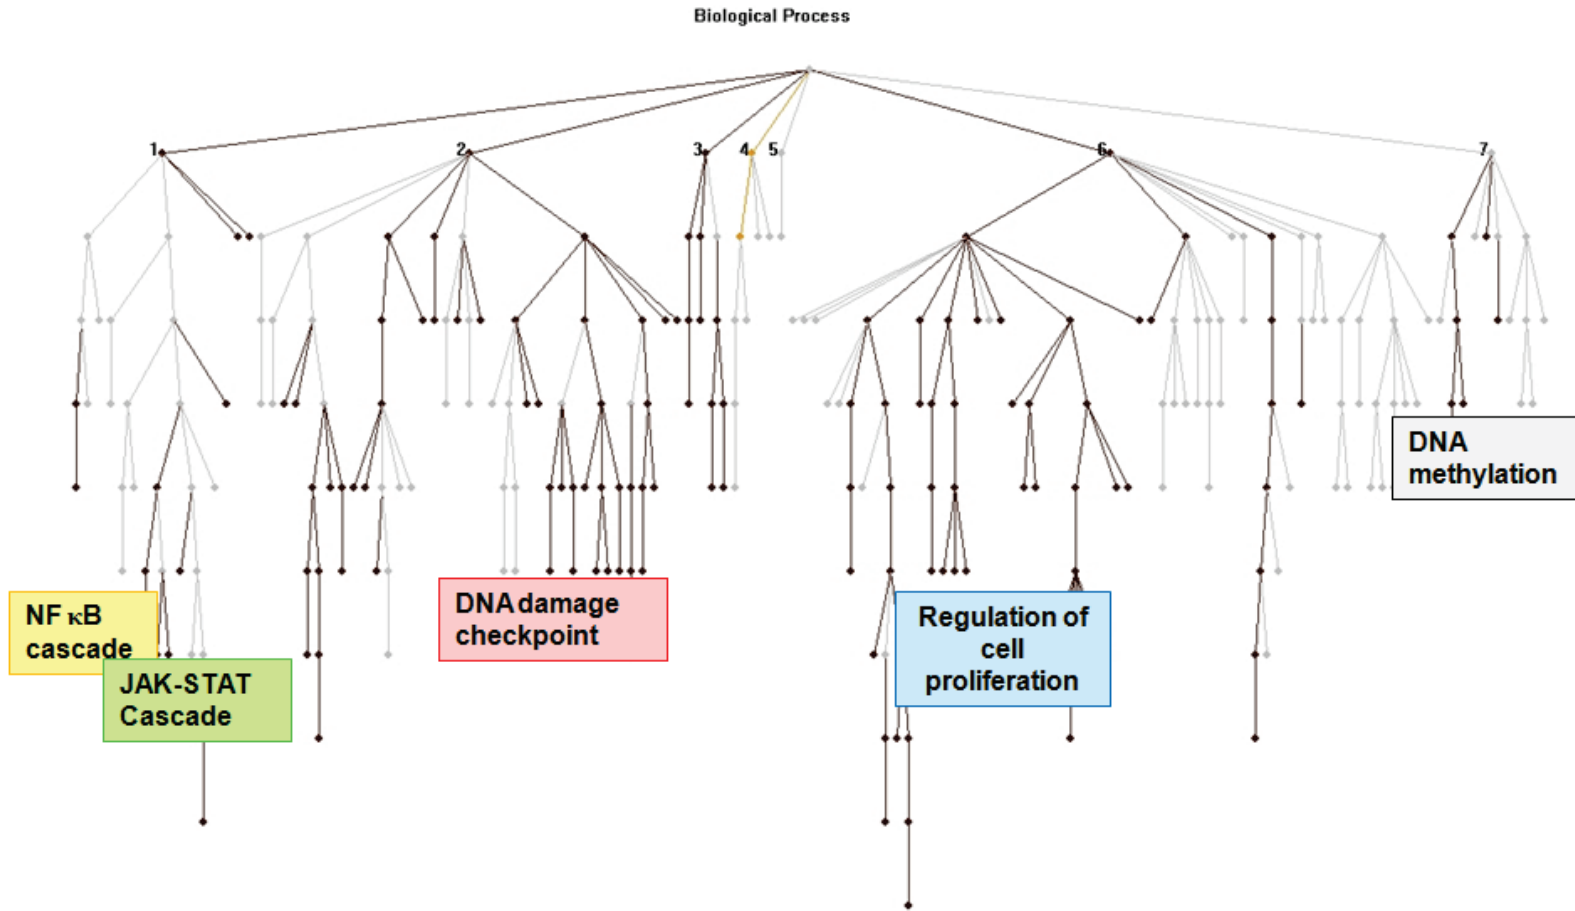 Biological Process
1
2
3
4
5
6
7
DNA
methylation
NF κB
cascade
DNA damage
checkpoint
Regulation of
cell
proliferation
JAK-STAT
Cascade